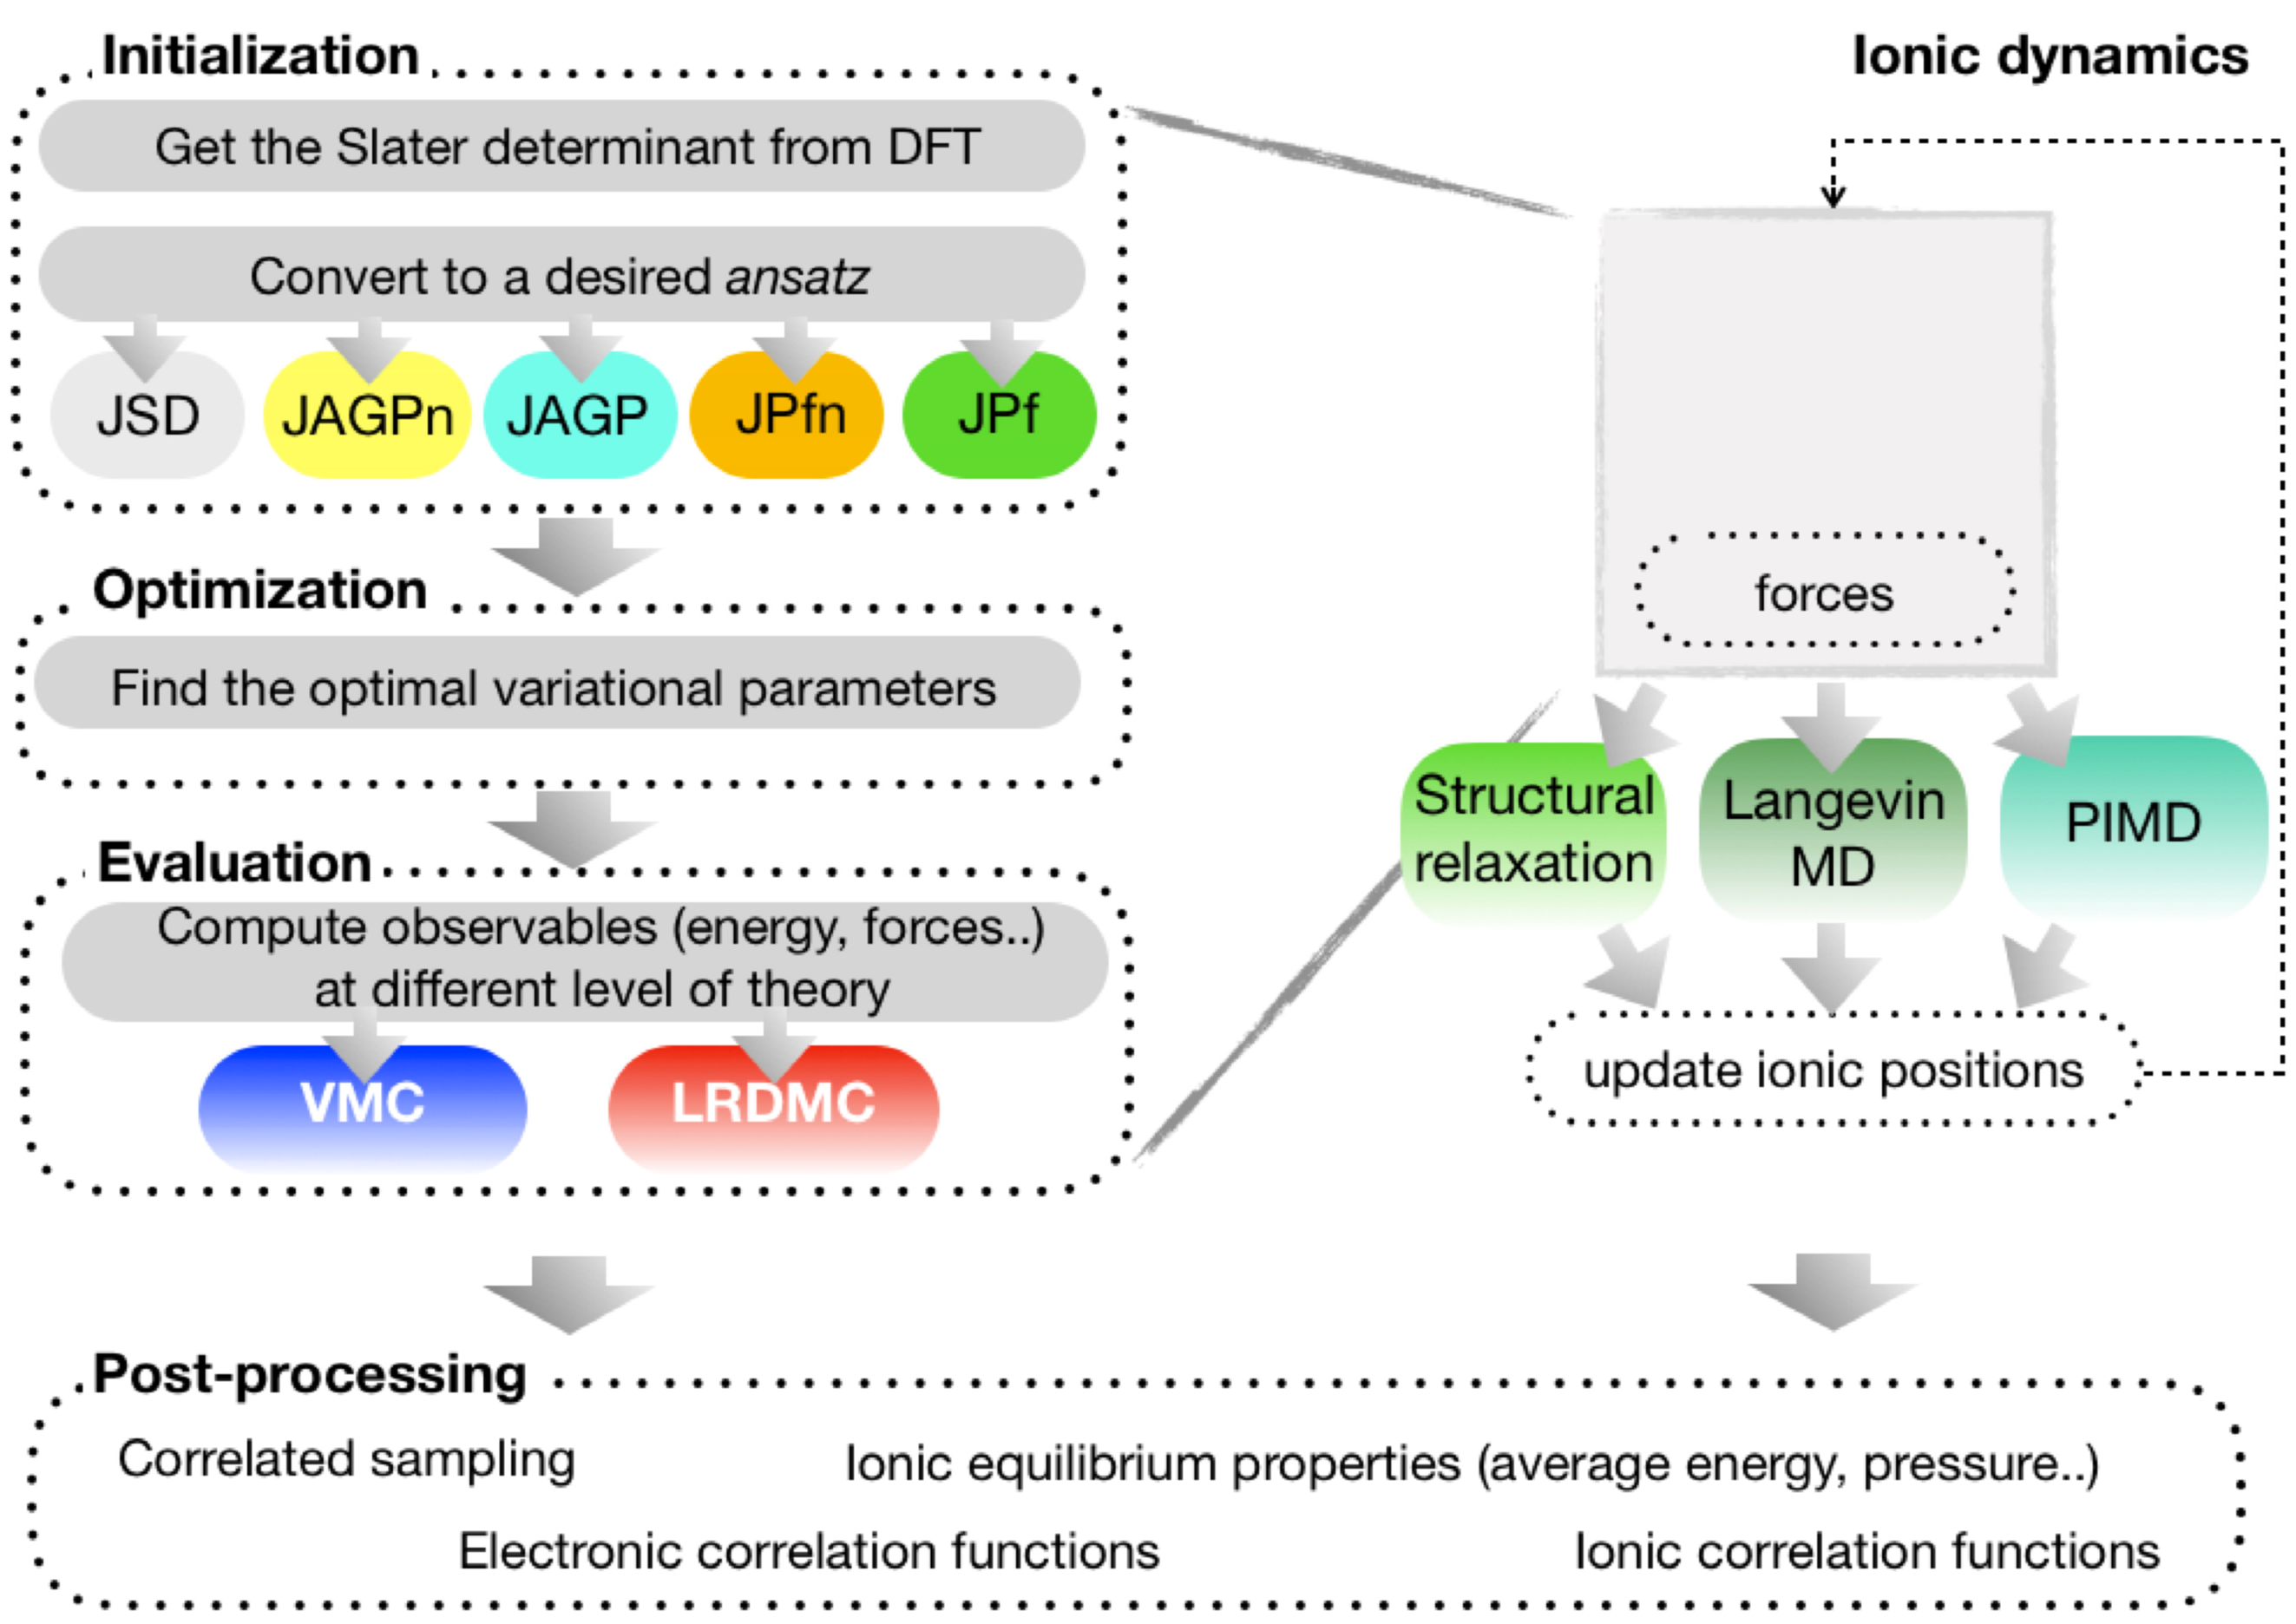 Initialization
Get the Slater determinant from DFT
Convert to a desired ansatz
JSD
JAGPn
JAGP
JPfn
JPf
Optimization
Find the optimal variational parameters
Evaluation
Compute observables (energy, forces..)
at different level of theory
VMC
LRDMC
Ionic dynamics
forces
Structural
relaxation
Langevin
MD
PIMD
update ionic positions
Post-processing
Correlated sampling
Ionic equilibrium properties (average energy, pressure..)
Electronic correlation functions
Ionic correlation functions